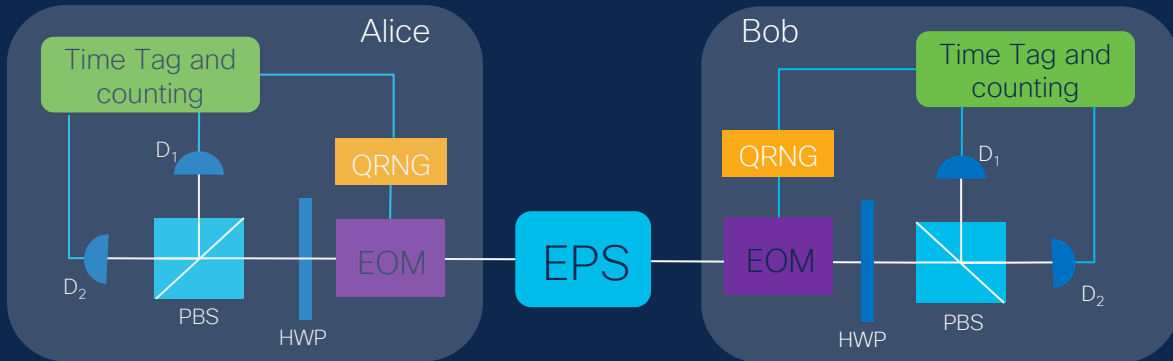 Alice
Time Tag and
counting
D1
QRNG
EOM
D2
PBS
HWP
EPS
Bob
Time Tag and
counting
QRNG
D1
EOM
D2
HWP
PBS